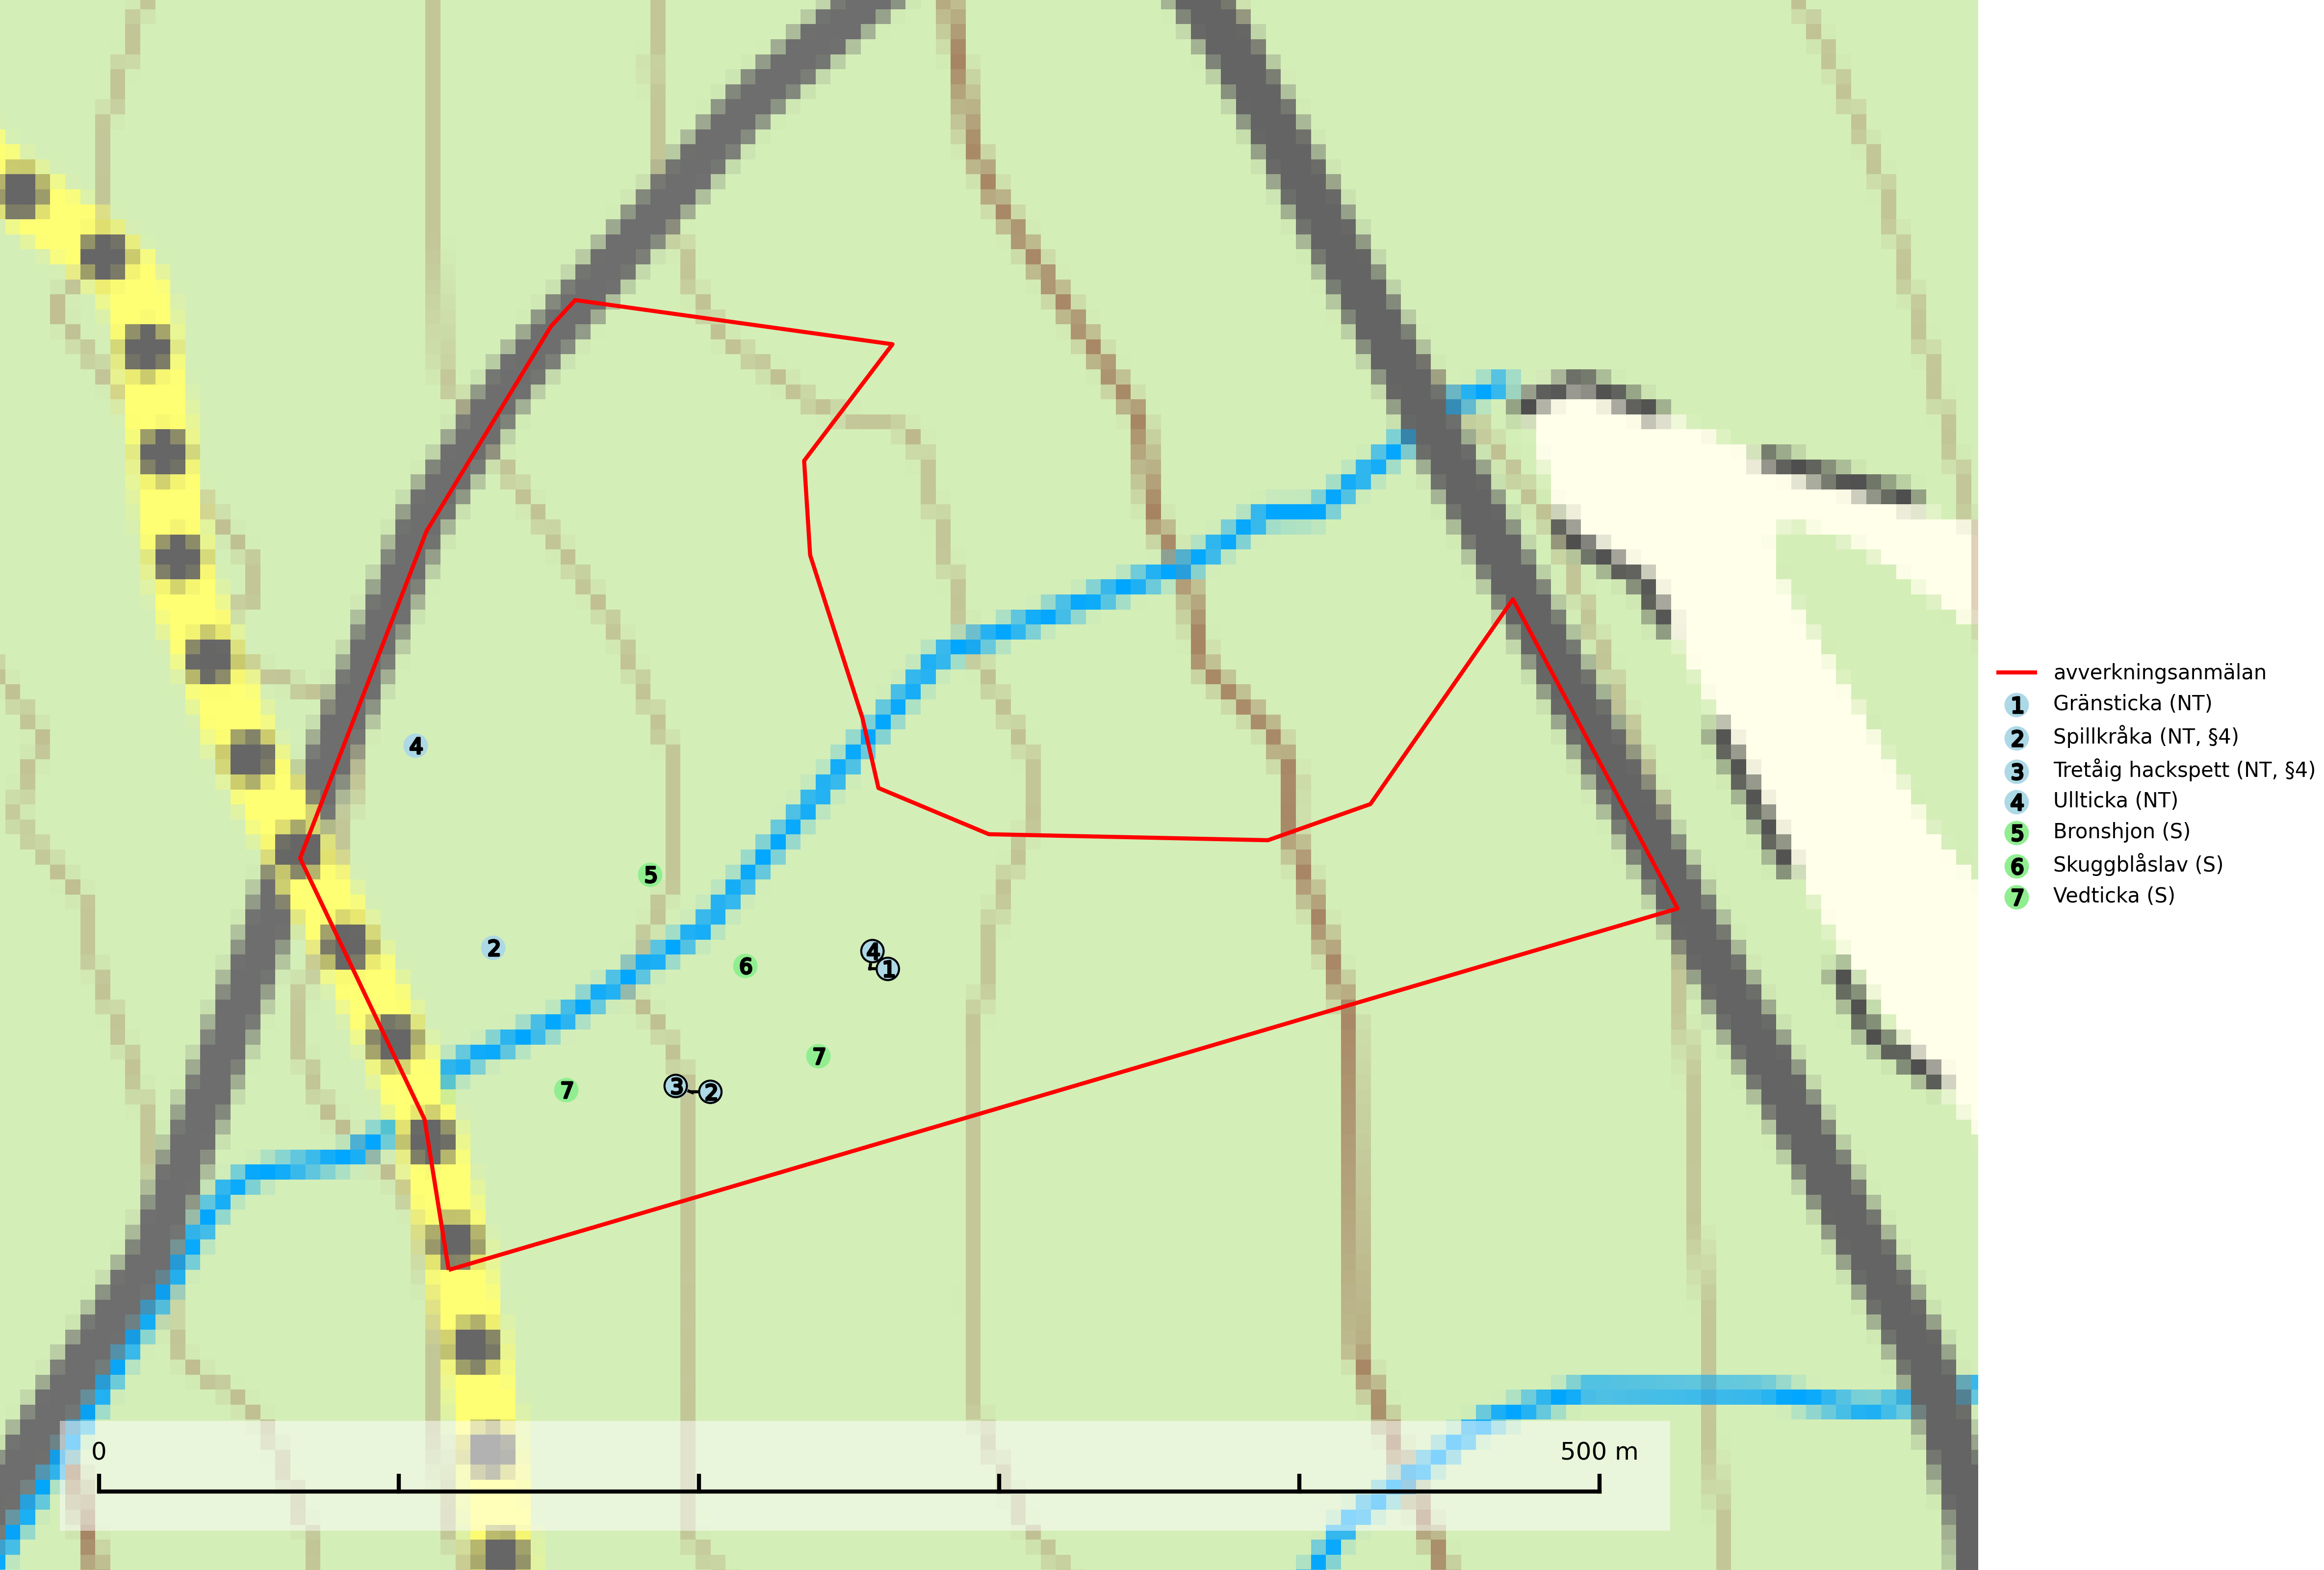 4
5
2
6
4
1
7
3
2
7
0
500 m
avverkningsanmälan
1 Gränsticka (NT)
2 Spillkråka (NT, §4)
3 Tretåig hackspett (NT, §4)
4 Ullticka (NT)
5 Bronshjon (S)
6 Skuggblåslav (S)
7 Vedticka (S)